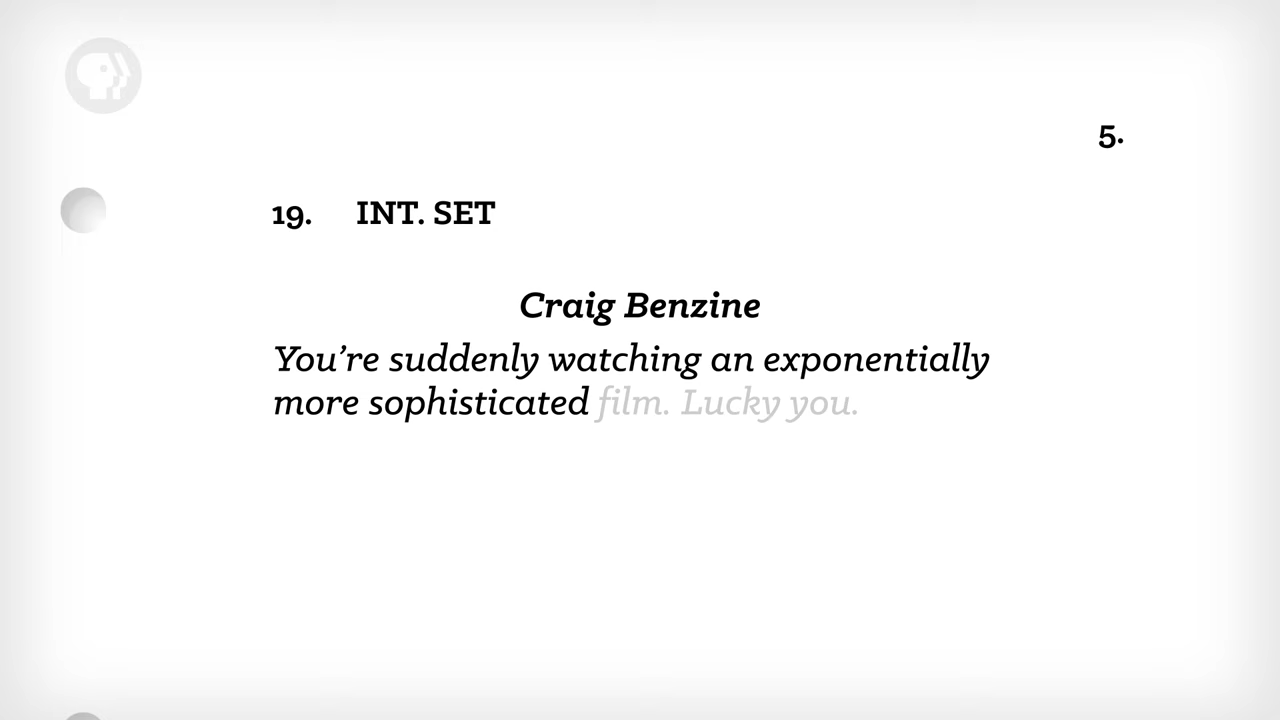 5.
19. INT. SET
Craig Benzine
You’re suddenly watching an exponentially
more sophisticated film. Lucky you.